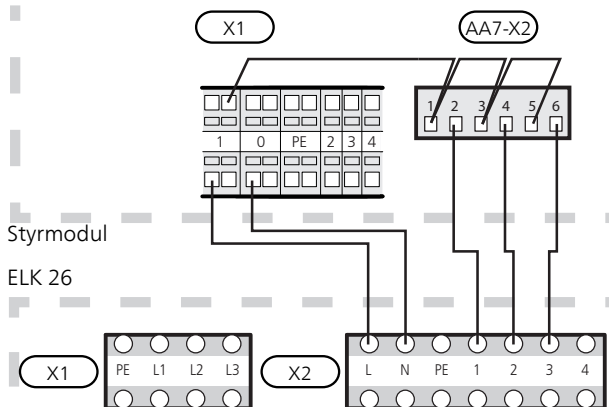 X1
AA7-X2
1 2 3 4 5 6
1 0 PE 2 3 4
Styrmodul
ELK 26
X1
PE L1 L2 L3
X2
L N PE 1 2 3 4